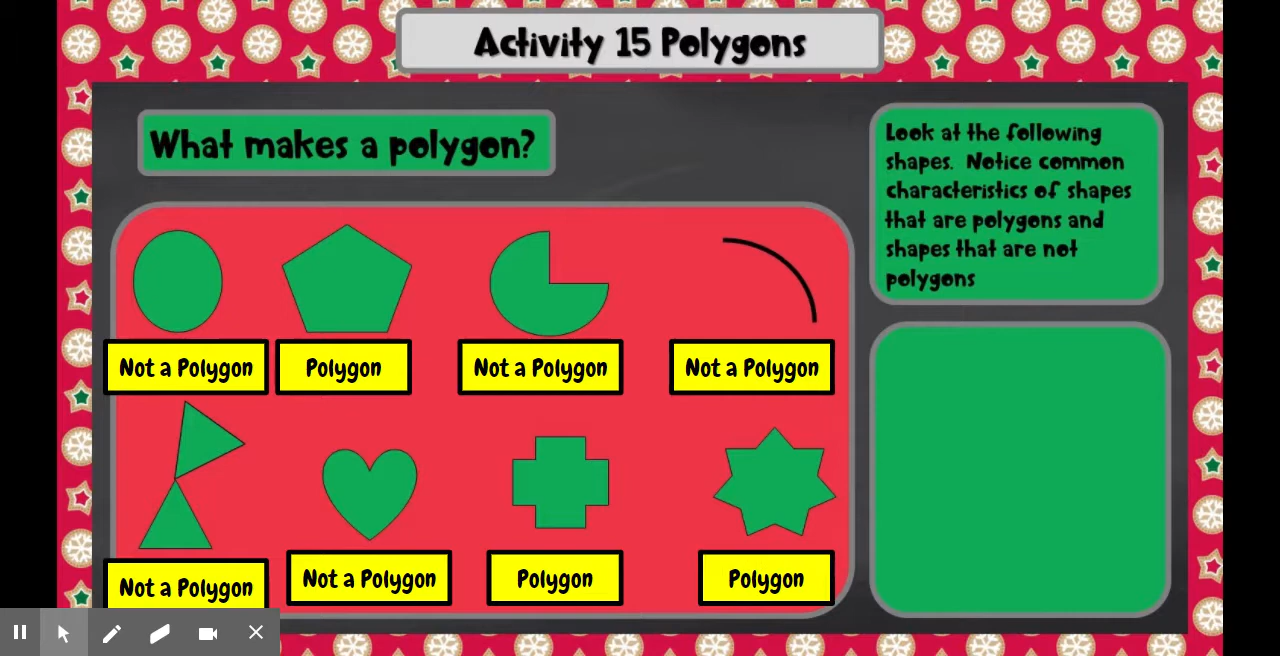 Activity 15 Polygons
What makes a polygon?
Look at the following
shapes. Notice common
characteristics of shapes
that are polygons and
shapes that are not
polygons
Not a Polygon
Polygon
Not a Polygon
Not a Polygon
Not a Polygon
Not a Polygon
Polygon
Polygon